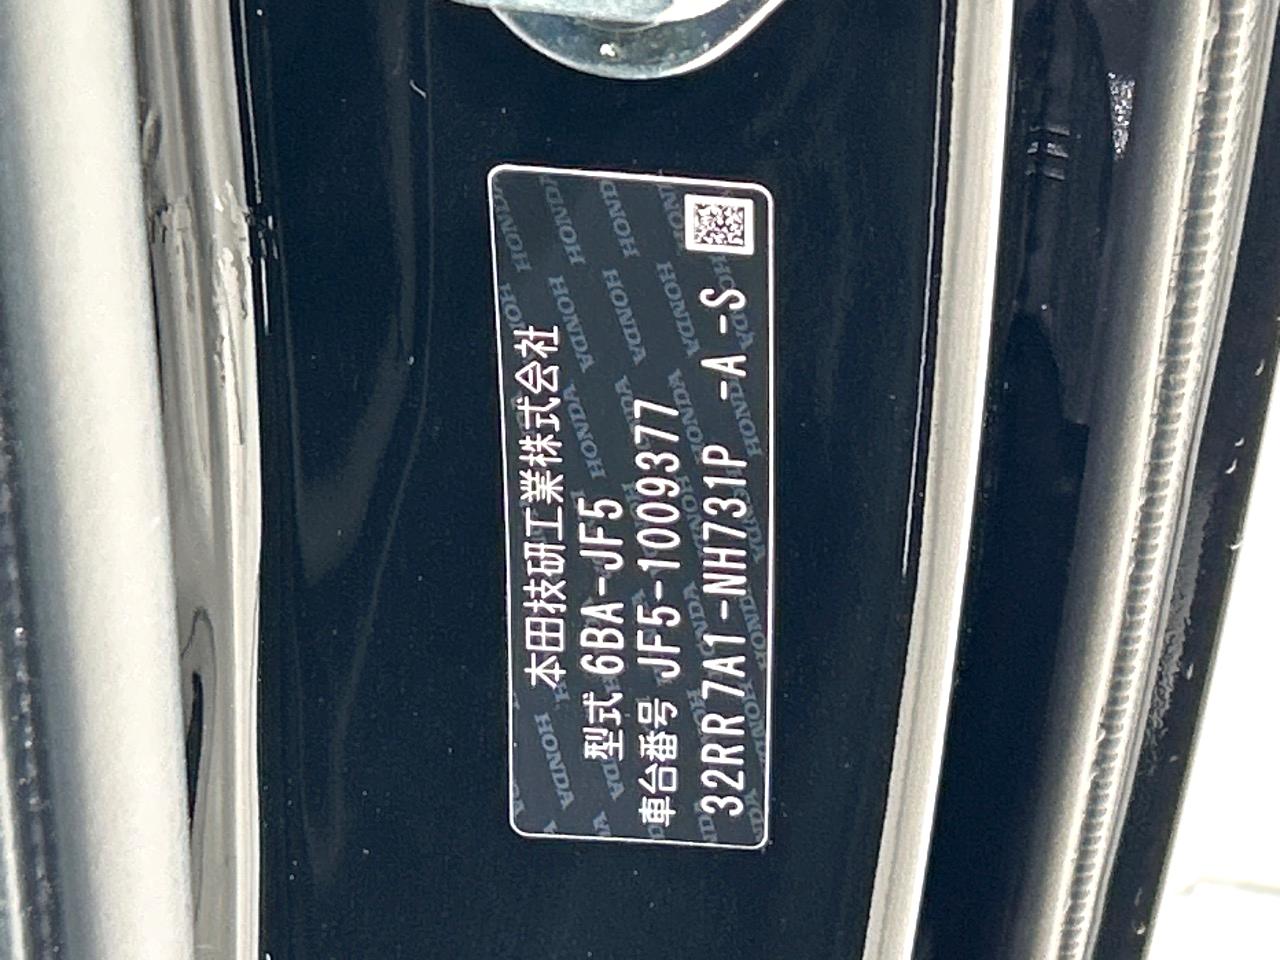 本田技研工業株式会社
型式 6BA-JF5
車台番号 JF5-1009377
32RR 7A1-NH731P -A -S